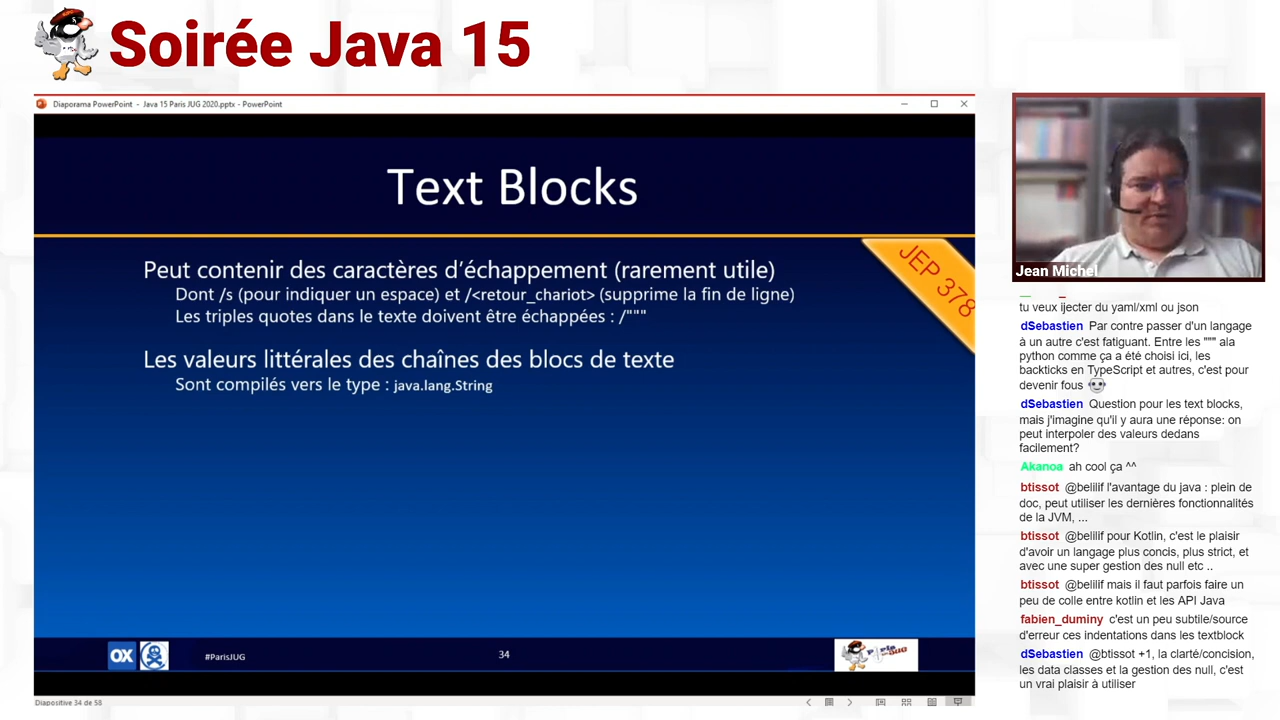 Soirée Java 15
Diaporama PowerPoint - Java 15 Paris JUG 2020.pptx - PowerPoint
Text Blocks
JEP 378
Peut contenir des caractères d'échappement (rarement utile)
Dont /s (pour indiquer un espace) et /<retour_chariot> (supprime la fin de ligne)
Les triples quotes dans le texte doivent être échappées : /"""
Les valeurs littérales des chaînes des blocs de texte
Sont compilés vers le type : java.lang.String
OX
#ParisJUG
34
Diapositive 34 de 58
Jean Michel
tu veux ijecter du yaml/xml ou json
dSebastien Par contre passer d'un langage
à un autre c'est fatiguant. Entre les """ ala
python comme ça a été choisi ici, les
backticks en TypeScript et autres, c'est pour
devenir fous
dSebastien Question pour les text blocks,
mais j'imagine qu'il y aura une réponse: on
peut interpoler des valeurs dedans
facilement?
Akanoa ah cool ça ^^
btissot @belilif l'avantage du java : plein de
doc, peut utiliser les dernières fonctionnalités
de la JVM, ...
btissot @belilif pour Kotlin, c'est le plaisir
d'avoir un langage plus concis, plus strict, et
avec une super gestion des null etc ..
btissot @belilif mais il faut parfois faire un
peu de colle entre kotlin et les API Java
fabien_duminy c'est un peu subtile/source
d'erreur ces indentations dans les textblock
dSebastien @btissot +1, la clarté/concision,
les data classes et la gestion des null, c'est
un vrai plaisir à utiliser